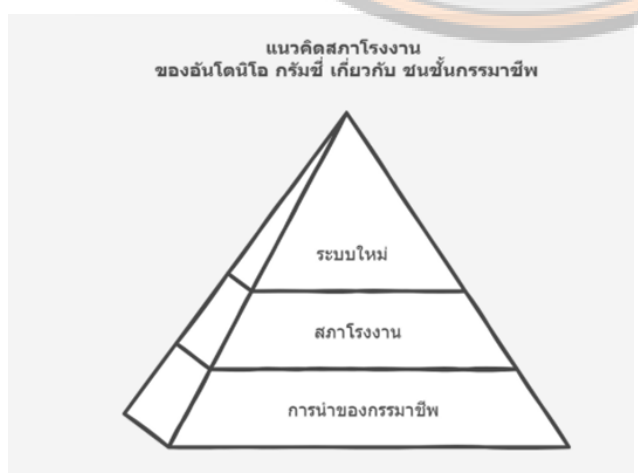 แนวคิดสภาโรงงาน
ของอันโตนิโอ กรัมชี่ เกี่ยวกับ ชนชั้นกรรมาชีพ
ระบบใหม่
สภาโรงงาน
การนำของกรรมาชีพ